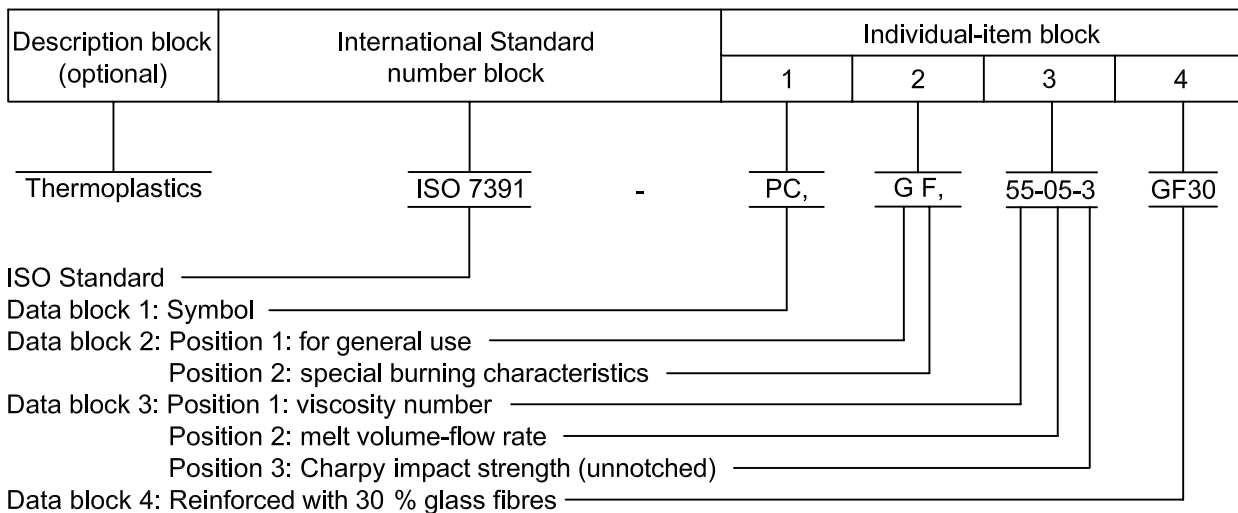 Description block
(optional)
International Standard
number block
Individual-item block
1 2 3 4
Thermoplastics ISO 7391 - PC, G F, 55-05-3 GF30
ISO Standard
Data block 1: Symbol
Data block 2: Position 1: for general use
Position 2: special burning characteristics
Data block 3: Position 1: viscosity number
Position 2: melt volume-flow rate
Position 3: Charpy impact strength (unnotched)
Data block 4: Reinforced with 30 % glass fibres